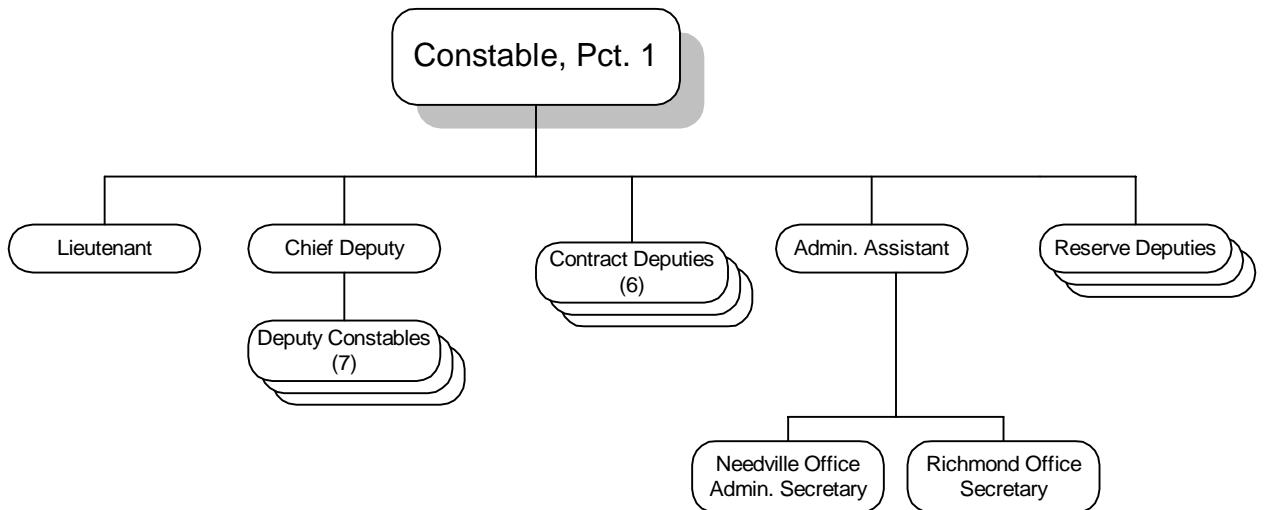 Constable, Pct. 1
Lieutenant
Chief Deputy
Contract Deputies
(6)
Admin. Assistant
Reserve Deputies
Deputy Constables
(7)
Needville Office
Admin. Secretary
Richmond Office
Secretary